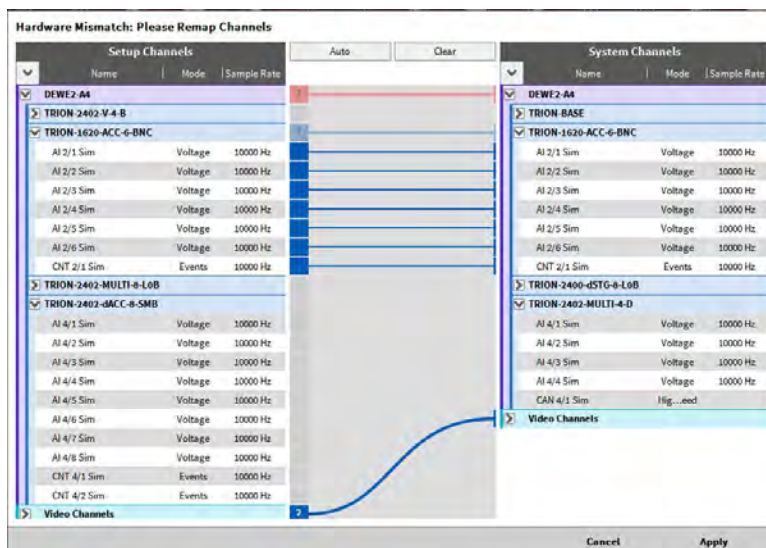 Hardware Mismatch: Please Remap Channels
Setup Channels
Name Mode Sample Rate
DEWE2-A4
TRION-2402-V-4-B
TRION-1620-ACC-6-BNC
AI 2/1 Sim Voltage 10000 Hz
AI 2/2 Sim Voltage 10000 Hz
AI 2/3 Sim Voltage 10000 Hz
AI 2/4 Sim Voltage 10000 Hz
AI 2/5 Sim Voltage 10000 Hz
AI 2/6 Sim Voltage 10000 Hz
CNT 2/1 Sim Events 10000 Hz
TRION-2402-MULTI-8-L0B
TRION-2402-dACC-8-SMB
AI 4/1 Sim Voltage 10000 Hz
AI 4/2 Sim Voltage 10000 Hz
AI 4/3 Sim Voltage 10000 Hz
AI 4/4 Sim Voltage 10000 Hz
AI 4/5 Sim Voltage 10000 Hz
AI 4/6 Sim Voltage 10000 Hz
AI 4/7 Sim Voltage 10000 Hz
AI 4/8 Sim Voltage 10000 Hz
CNT 4/1 Sim Events 10000 Hz
CNT 4/2 Sim Events 10000 Hz
Video Channels
Auto Clear
2
System Channels
Name Mode Sample Rate
DEWE2-A4
TRION-BASE
TRION-1620-ACC-6-BNC
AI 2/1 Sim Voltage 10000 Hz
AI 2/2 Sim Voltage 10000 Hz
AI 2/3 Sim Voltage 10000 Hz
AI 2/4 Sim Voltage 10000 Hz
AI 2/5 Sim Voltage 10000 Hz
AI 2/6 Sim Voltage 10000 Hz
CNT 2/1 Sim Events 10000 Hz
TRION-2400-dSTG-8-L0B
TRION-2402-MULTI-4-D
AI 4/1 Sim Voltage 10000 Hz
AI 4/2 Sim Voltage 10000 Hz
AI 4/3 Sim Voltage 10000 Hz
AI 4/4 Sim Voltage 10000 Hz
CAN 4/1 Sim Hig...eed
Video Channels
Cancel Apply